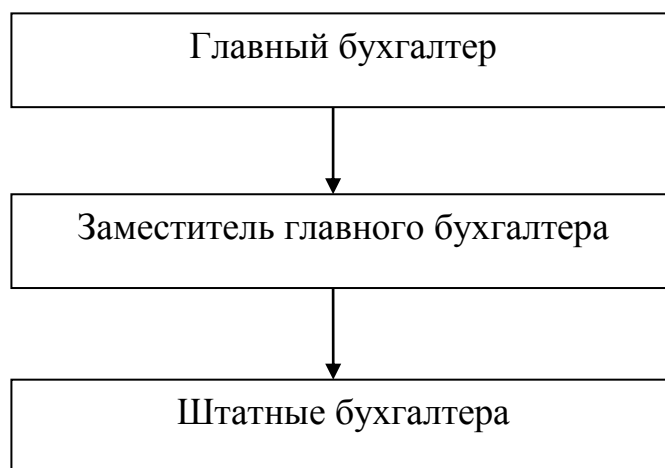 Главный бухгалтер
Заместитель главного бухгалтера
Штатные бухгалтера